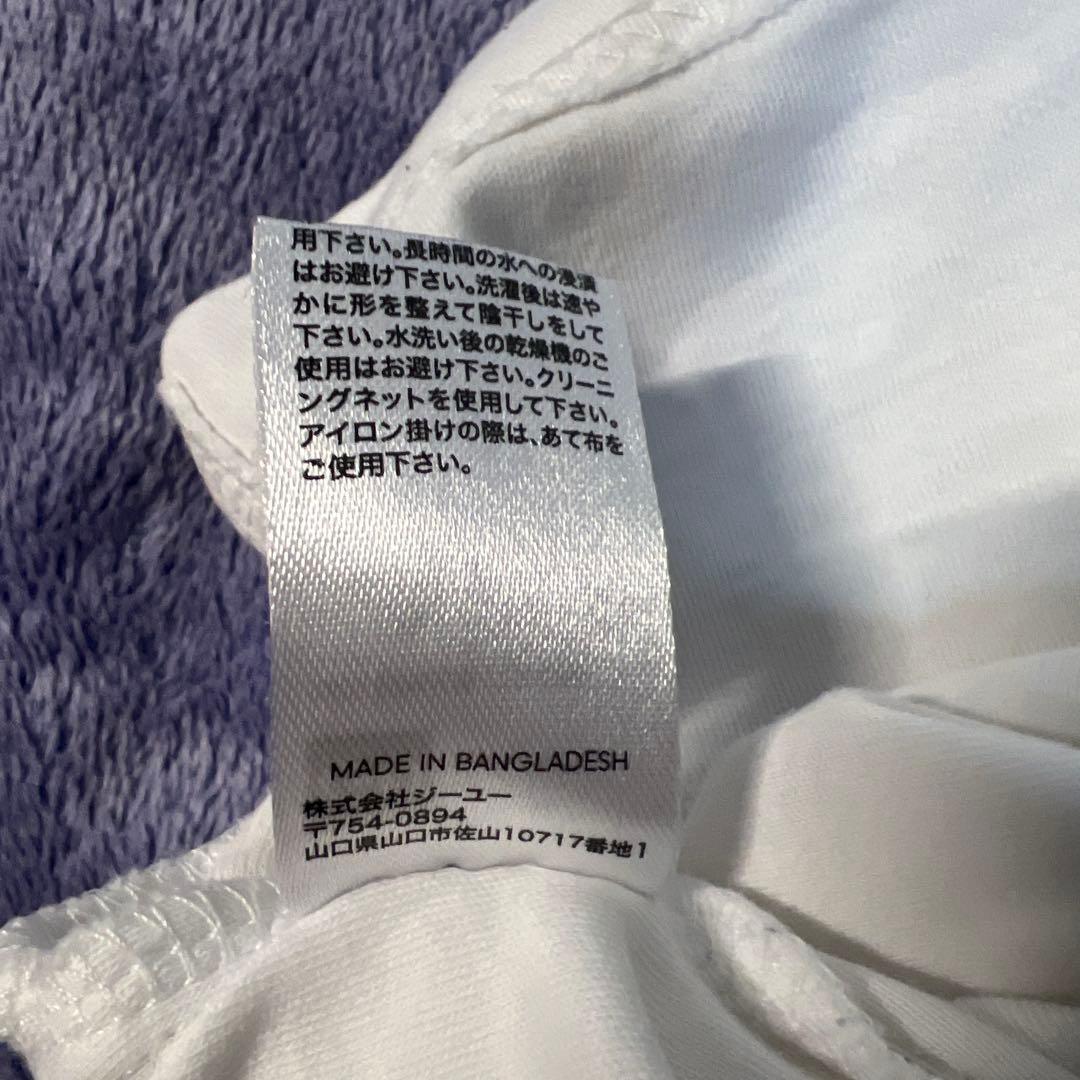 用下さい。長時間の水への浸漬
はお避け下さい。洗濯後は速や
かに形を整えて陰干しをして
下さい。水洗い後の乾燥機のご
使用はお避け下さい。クリーニ
ングネットを使用して下さい。
アイロン掛けの際は、あて布を
ご使用下さい。
MADE IN BANGLADESH
株式会社ジーユー
〒754-0894
山口県山口市佐山10717番地1